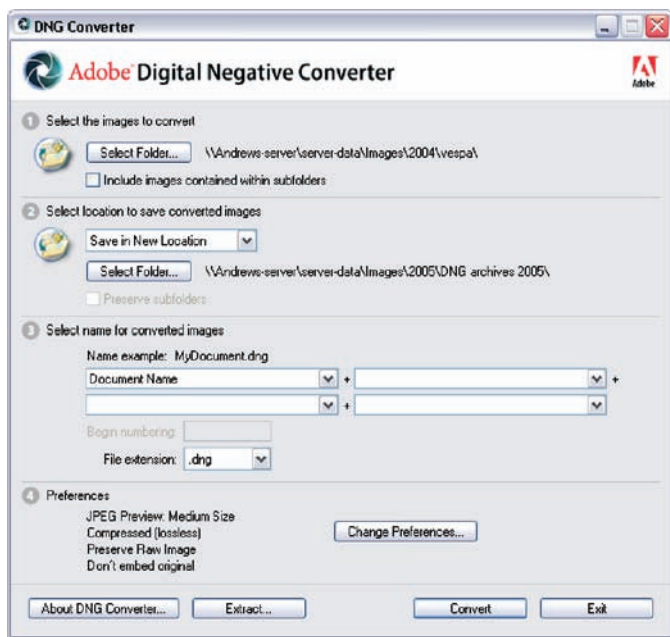 DNG Converter
Adobe® Digital Negative Converter
Adobe
1 Select the images to convert
Select Folder... \\Andrews-server\server-data\Images\2004\vespa\
Include images contained within subfolders
2 Select location to save converted images
Save in New Location
Select Folder... \\Andrews-server\server-data\Images\2005\DNG archives 2005\
Preserve subfolders
3 Select name for converted images
Name example: MyDocument.dng
Document Name + +
+
Begin numbering:
File extension: .dng
4 Preferences
JPEG Preview: Medium Size
Compressed (lossless)
Change Preferences...
Preserve Raw Image
Don't embed original
About DNG Converter... Extract... Convert Exit